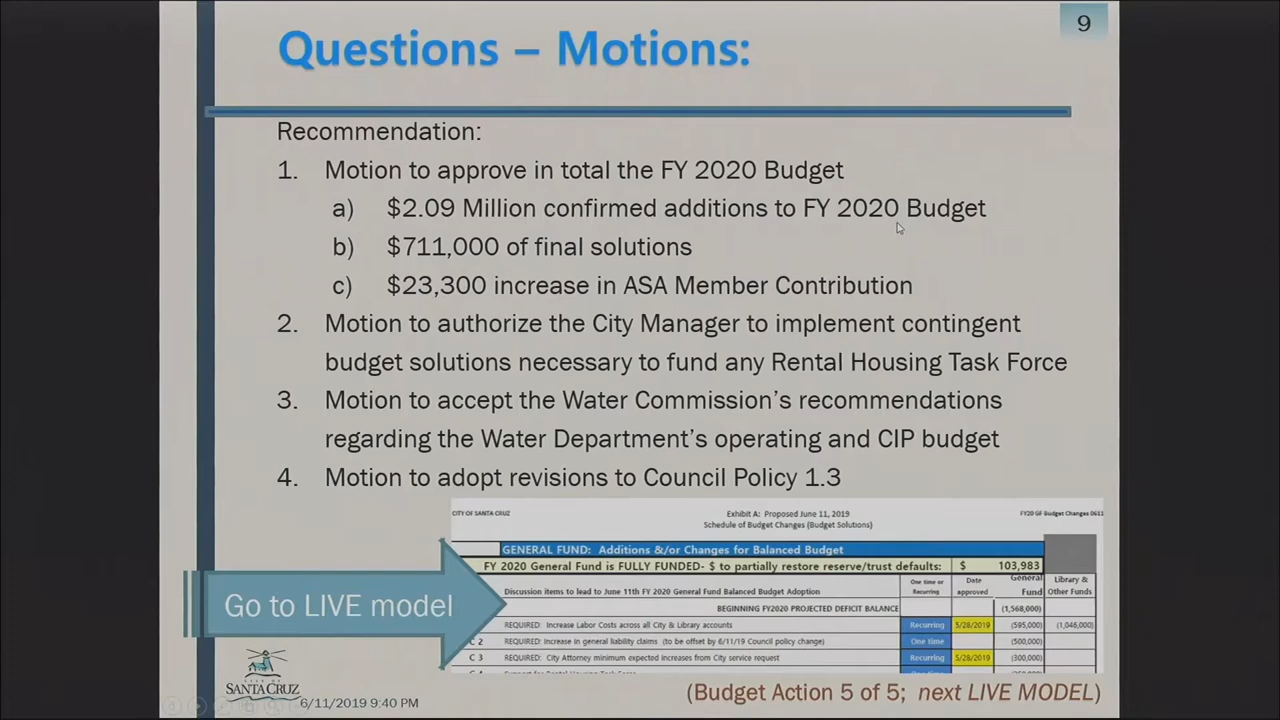 9
Questions – Motions:
Recommendation:
1. Motion to approve in total the FY 2020 Budget
a) $2.09 Million confirmed additions to FY 2020 Budget
b) $711,000 of final solutions
c) $23,300 increase in ASA Member Contribution
2. Motion to authorize the City Manager to implement contingent
budget solutions necessary to fund any Rental Housing Task Force
3. Motion to accept the Water Commission's recommendations
regarding the Water Department's operating and CIP budget
4. Motion to adopt revisions to Council Policy 1.3
CITY OF SANTA CRUZ
Exhibit A: Proposed June 11, 2019
FY20 GF Budget Changes 0611
Schedule of Budget Changes (Budget Solutions)
GENERAL FUND: Additions &/or Changes for Balanced Budget
FY 2020 General Fund is FULLY FUNDED- $ to partially restore reserve/trust defaults: $ 103,983
Discussion items to lead to June 11th FY 2020 General Fund Balanced Budget Adoption
One time or
Recurring
Date
approved
General
Fund
Library &
Other Funds
BEGINNING FY2020 PROJECTED DEFICIT BALANCE (1,568,000)
REQUIRED: Increase Labor Costs across all City & Library accounts Recurring 5/28/2019 (595,000) (1,046,000)
C 2 REQUIRED: Increase in general liability claims (to be offset by 6/11/19 Council policy change) One time (500,000)
C 3 REQUIRED: City Attorney minimum expected increases from City service request Recurring 5/28/2019 (300,000)
Go to LIVE model
CITY OF
SANTA CRUZ
6/11/2019 9:40 PM
(Budget Action 5 of 5; next LIVE MODEL)